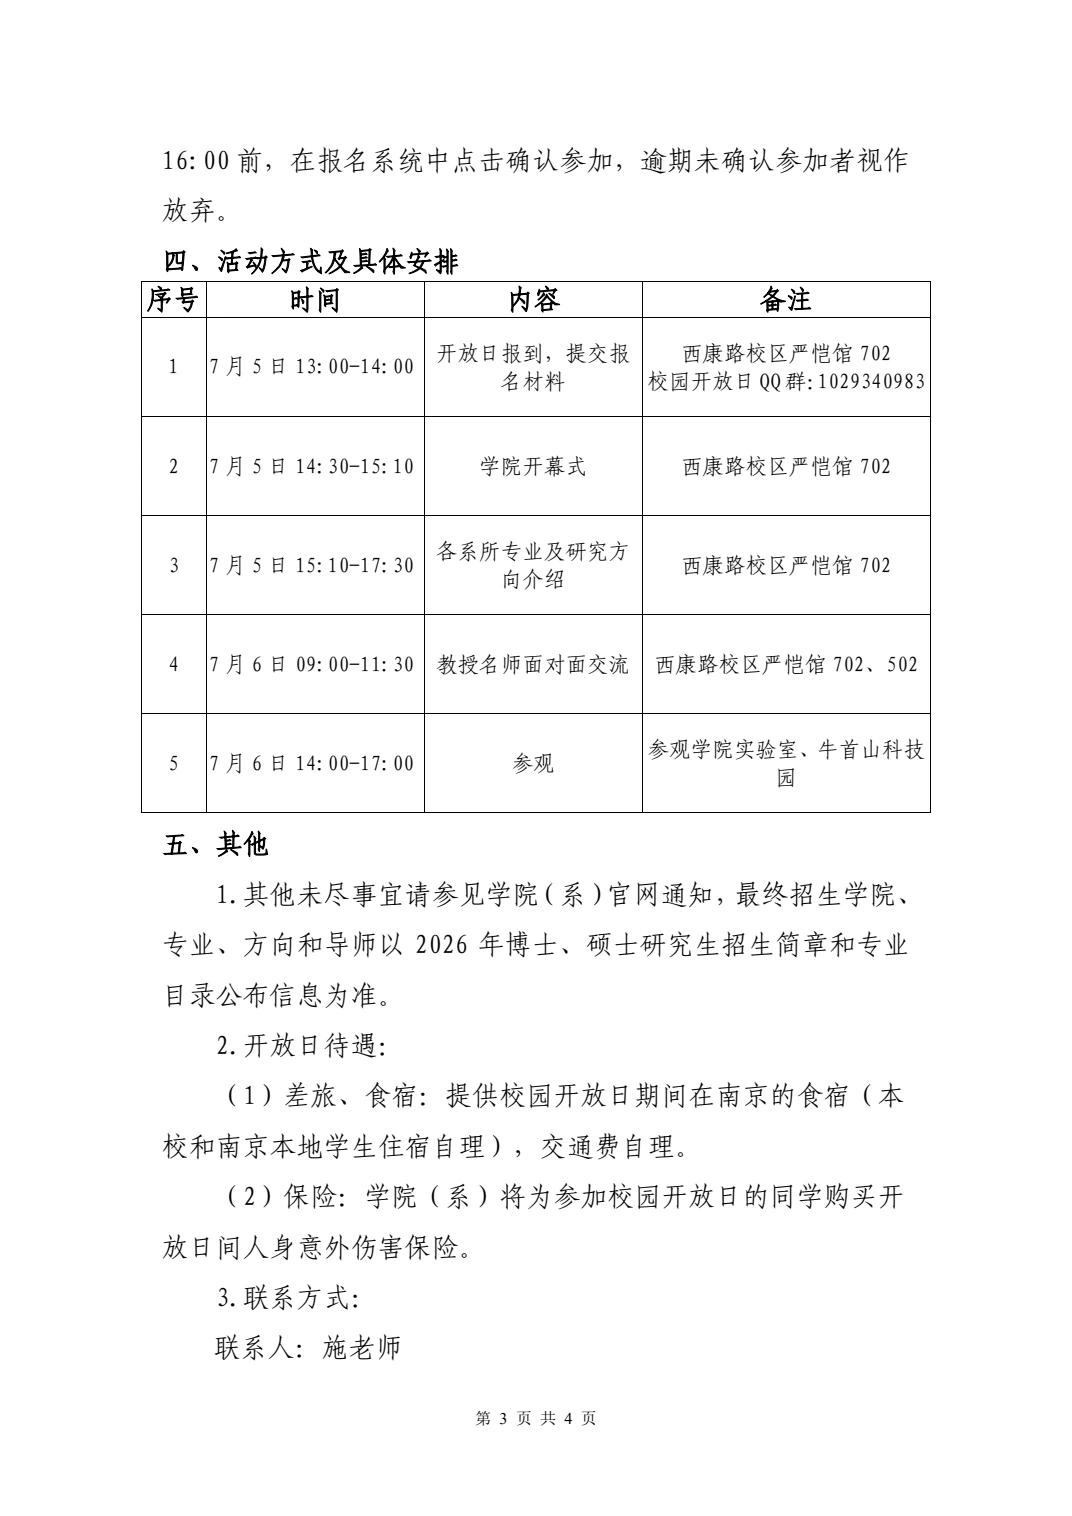 16:00前，在报名系统中点击确认参加，逾期未确认参加者视作
放弃。
四、活动方式及具体安排
序号 时间 内容 备注
1 7月5日13:00-14:00 开放日报到，提交报
名材料 西康路校区严恺馆702
校园开放日QQ群:1029340983
2 7月5日14:30-15:10 学院开幕式 西康路校区严恺馆702
3 7月5日15:10-17:30 各系所专业及研究方
向介绍 西康路校区严恺馆702
4 7月6日09:00-11:30 教授名师面对面交流 西康路校区严恺馆702、502
5 7月6日14:00-17:00 参观 参观学院实验室、牛首山科技
园
五、其他
1.其他未尽事宜请参见学院(系)官网通知,最终招生学院、
专业、方向和导师以2026年博士、硕士研究生招生简章和专业
目录公布信息为准。
2.开放日待遇:
（1）差旅、食宿：提供校园开放日期间在南京的食宿（本
校和南京本地学生住宿自理），交通费自理。
（2）保险：学院（系）将为参加校园开放日的同学购买开
放日间人身意外伤害保险。
3.联系方式:
联系人：施老师
第 3 页 共 4 页